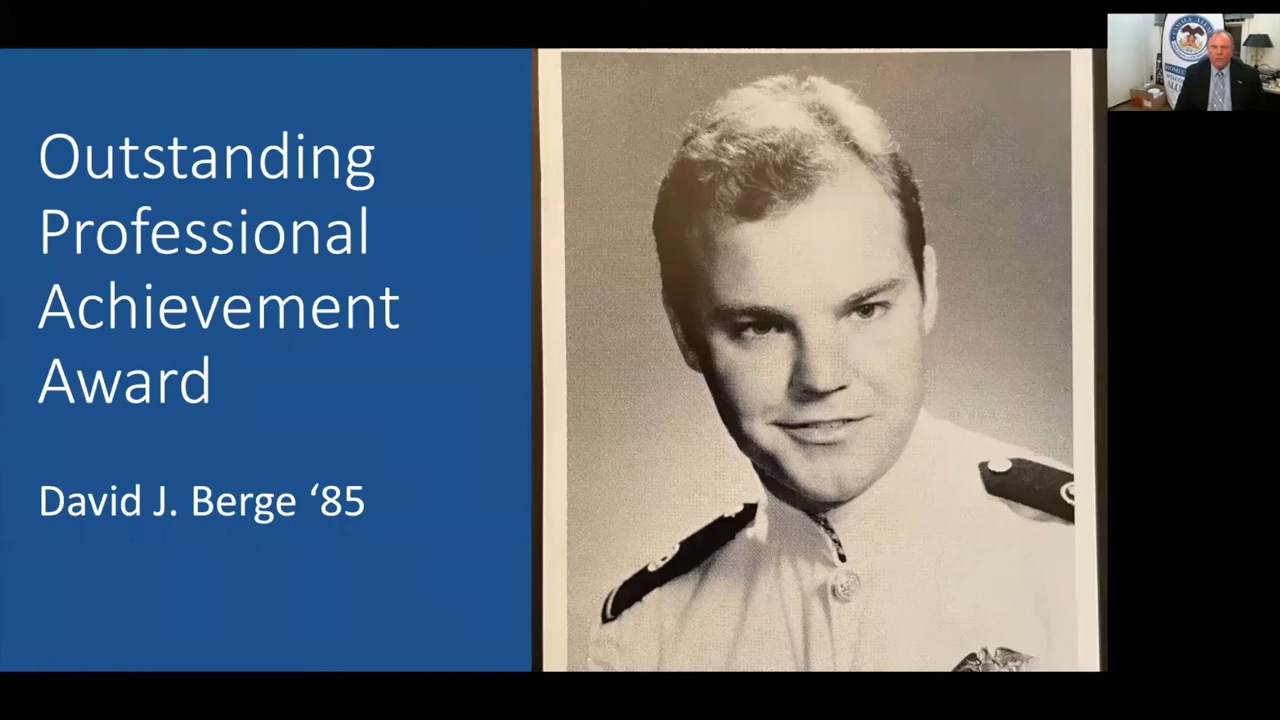 Outstanding
Professional
Achievement
Award
David J. Berge ‘85